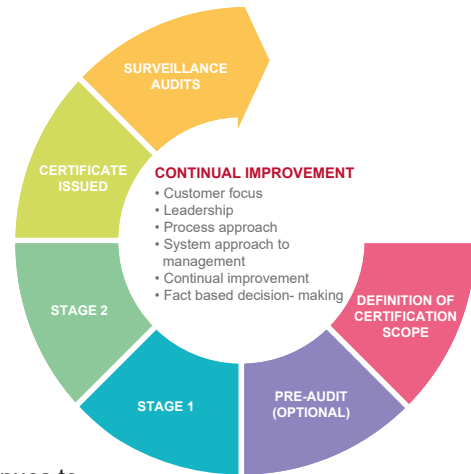 SURVEILLANCE
AUDITS
CERTIFICATE
ISSUED
CONTINUAL IMPROVEMENT
• Customer focus
• Leadership
• Process approach
• System approach to
management
• Continual improvement
• Fact based decision- making
DEFINITION OF
CERTIFICATION
SCOPE
STAGE 2
STAGE 1
PRE-AUDIT
(OPTIONAL)